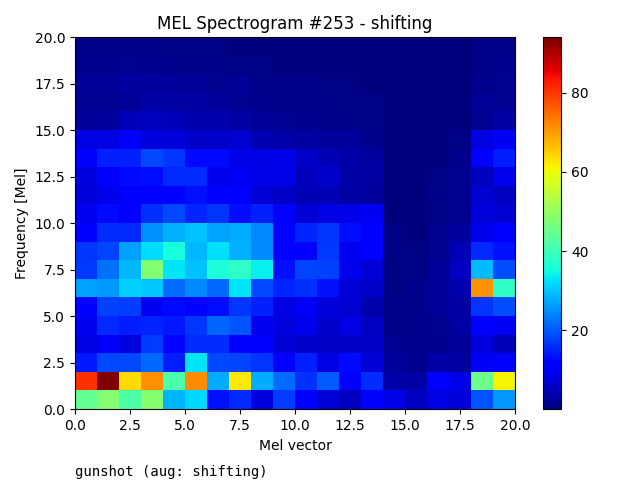 MEL Spectrogram #253 - shifting
20.0
17.5
15.0
12.5
10.0
7.5
5.0
2.5
0.0
Frequency [Mel]
0.0 2.5 5.0 7.5 10.0 12.5 15.0 17.5 20.0
Mel vector
80
60
40
20
gunshot (aug: shifting)